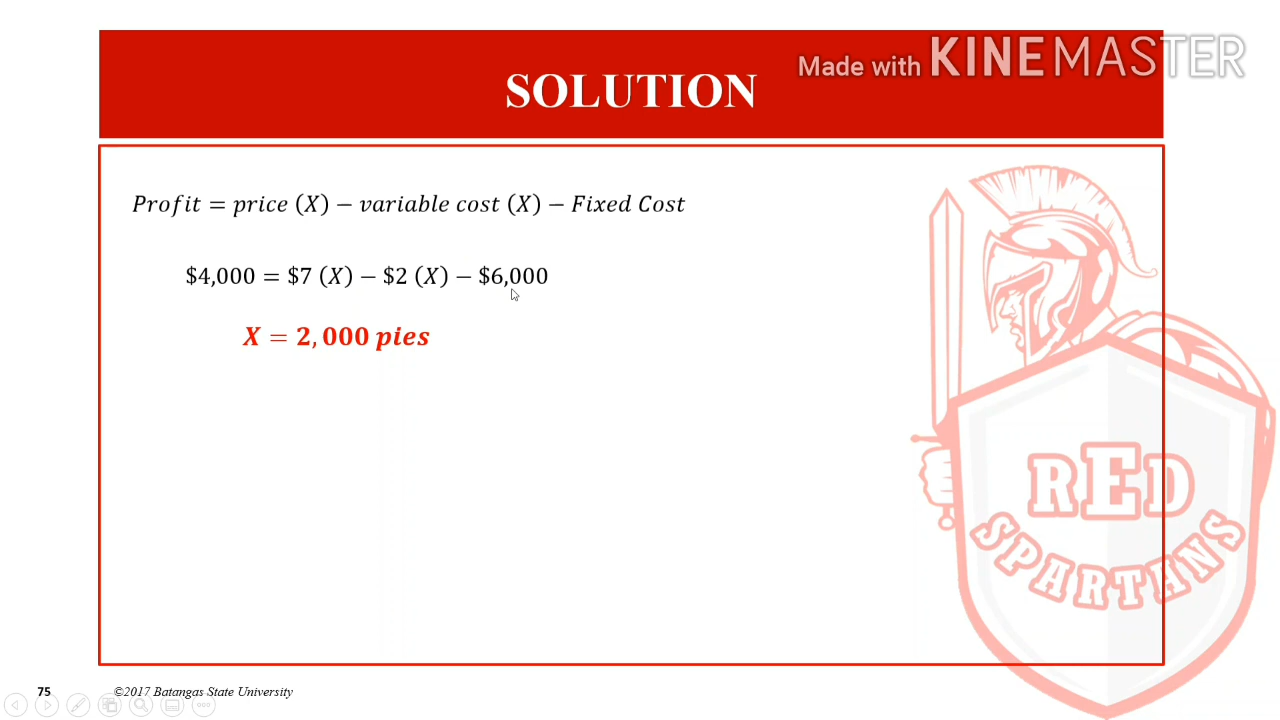 Made with KINEMASTER
SOLUTION
Profit = price (X) − variable cost (X) − Fixed Cost
$4,000 = $7 (X) − $2 (X) − $6,000
X = 2,000 pies
RED
SPARTANS
75 ©2017 Batangas State University